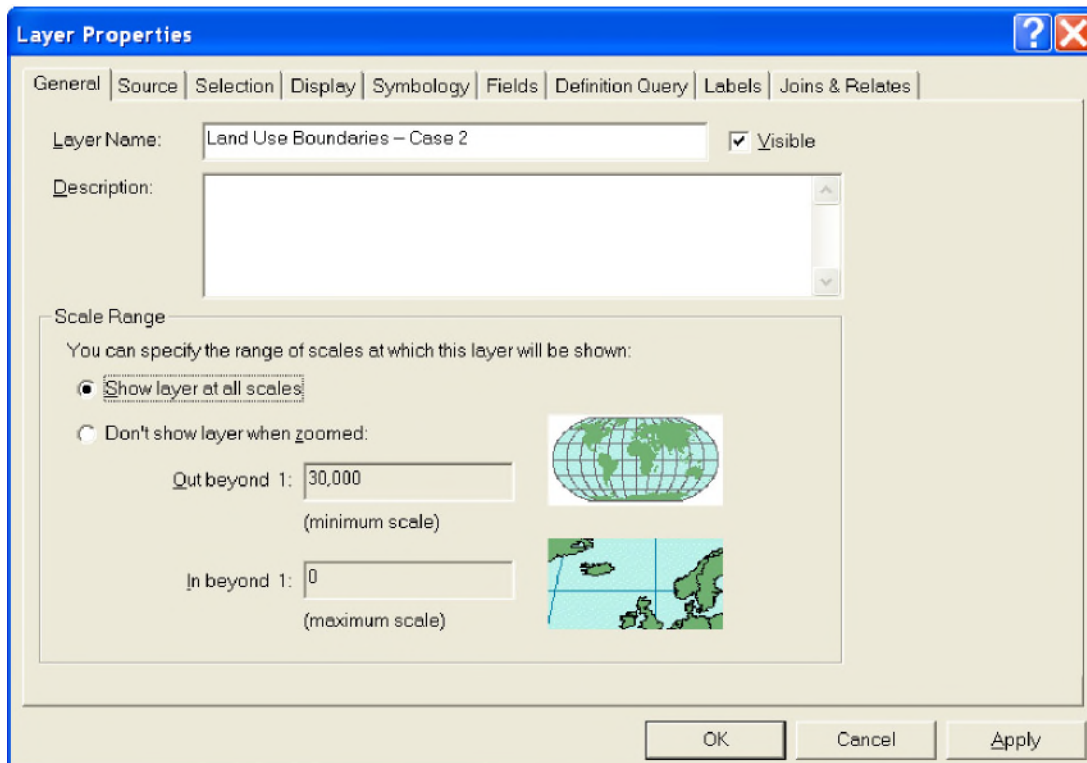 Layer Properties
General Source Selection Display Symbology Fields Definition Query Labels Joins & Relates
Layer Name: Land Use Boundaries – Case 2 Visible
Description:
Scale Range
You can specify the range of scales at which this layer will be shown:
Show layer at all scales
Don't show layer when zoomed:
Out beyond 1: 30,000
(minimum scale)
In beyond 1: 0
(maximum scale)
OK Cancel Apply